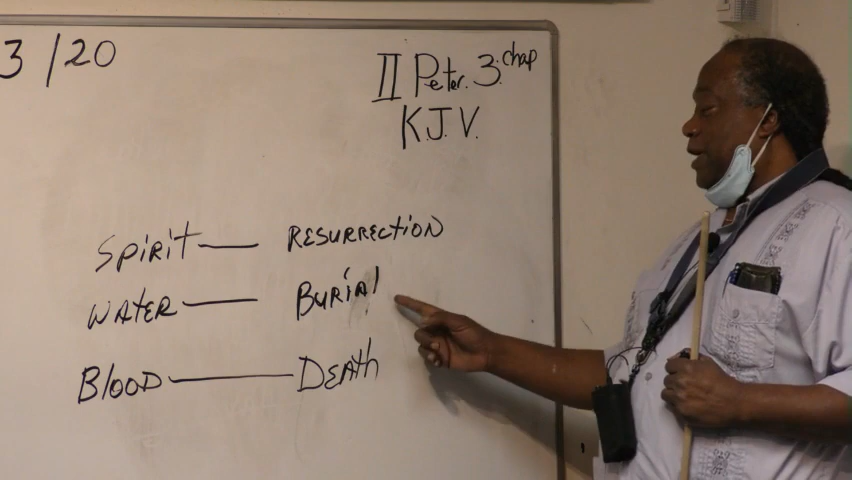 3/20
II Peter. 3. chap
K.J.V.
Spirit — RESURRECTION
WATER — BURIAL
Blood — Death